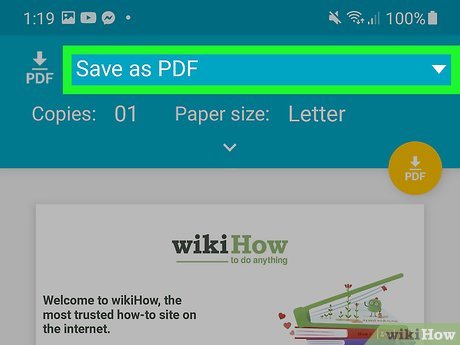 1:19 100%
PDF Save as PDF
Copies: 01 Paper size: Letter
PDF
wikiHow
to do anything
Welcome to wikiHow, the
most trusted how-to site on
the internet.
wikiHow